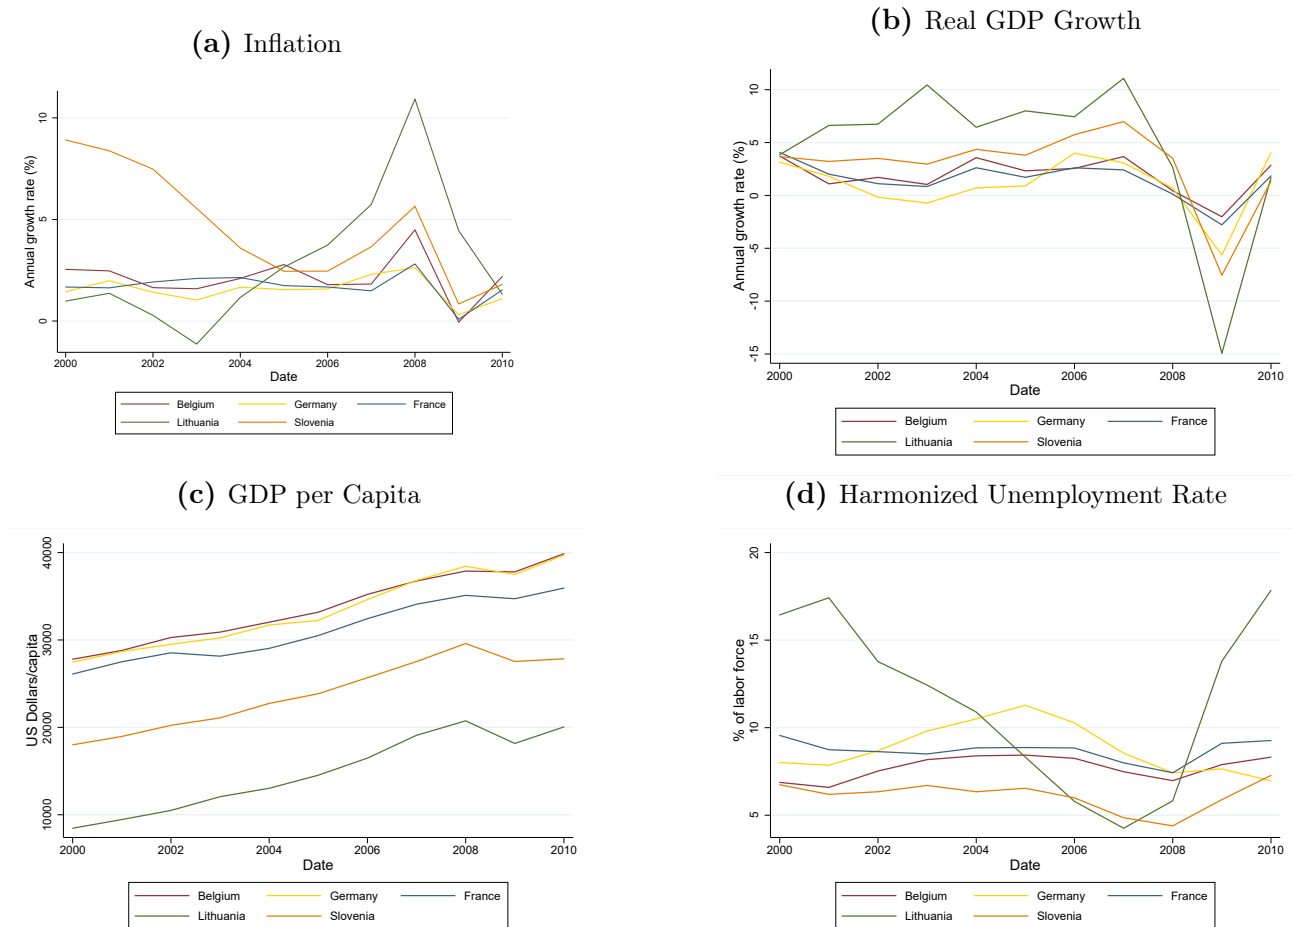 (a) Inflation
Annual growth rate (%)
10
5
0
2000 2002 2004 2006 2008 2010
Date
Belgium Germany France
Lithuania Slovenia
(b) Real GDP Growth
Annual growth rate (%)
10
5
0
-5
-10
-15
2000 2002 2004 2006 2008 2010
Date
Belgium Germany France
Lithuania Slovenia
(c) GDP per Capita
US Dollars/capita
40000
30000
20000
10000
2000 2002 2004 2006 2008 2010
Date
Belgium Germany France
Lithuania Slovenia
(d) Harmonized Unemployment Rate
% of labor force
20
15
10
5
2000 2002 2004 2006 2008 2010
Date
Belgium Germany France
Lithuania Slovenia